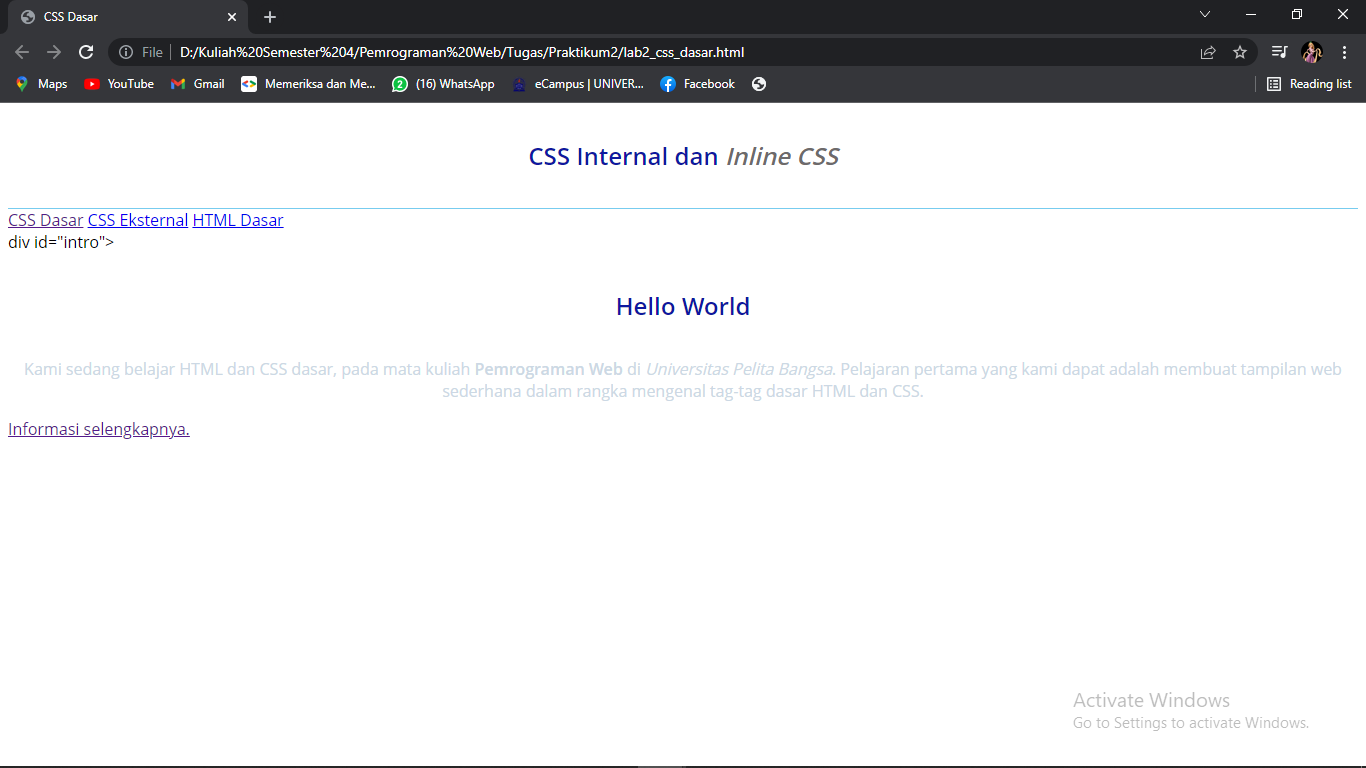 CSS Dasar
File D:/Kuliah%20Semester%204/Pemrograman%20Web/Tugas/Praktikum2/lab2_css_dasar.html
Maps YouTube Gmail Memeriksa dan Me... (16) WhatsApp eCampus | UNIVER... Facebook Reading list
CSS Internal dan Inline CSS
CSS Dasar CSS Eksternal HTML Dasar
div id="intro">
Hello World
Kami sedang belajar HTML dan CSS dasar, pada mata kuliah Pemrograman Web di Universitas Pelita Bangsa. Pelajaran pertama yang kami dapat adalah membuat tampilan web
sederhana dalam rangka mengenal tag-tag dasar HTML dan CSS.
Informasi selengkapnya.
Activate Windows
Go to Settings to activate Windows.